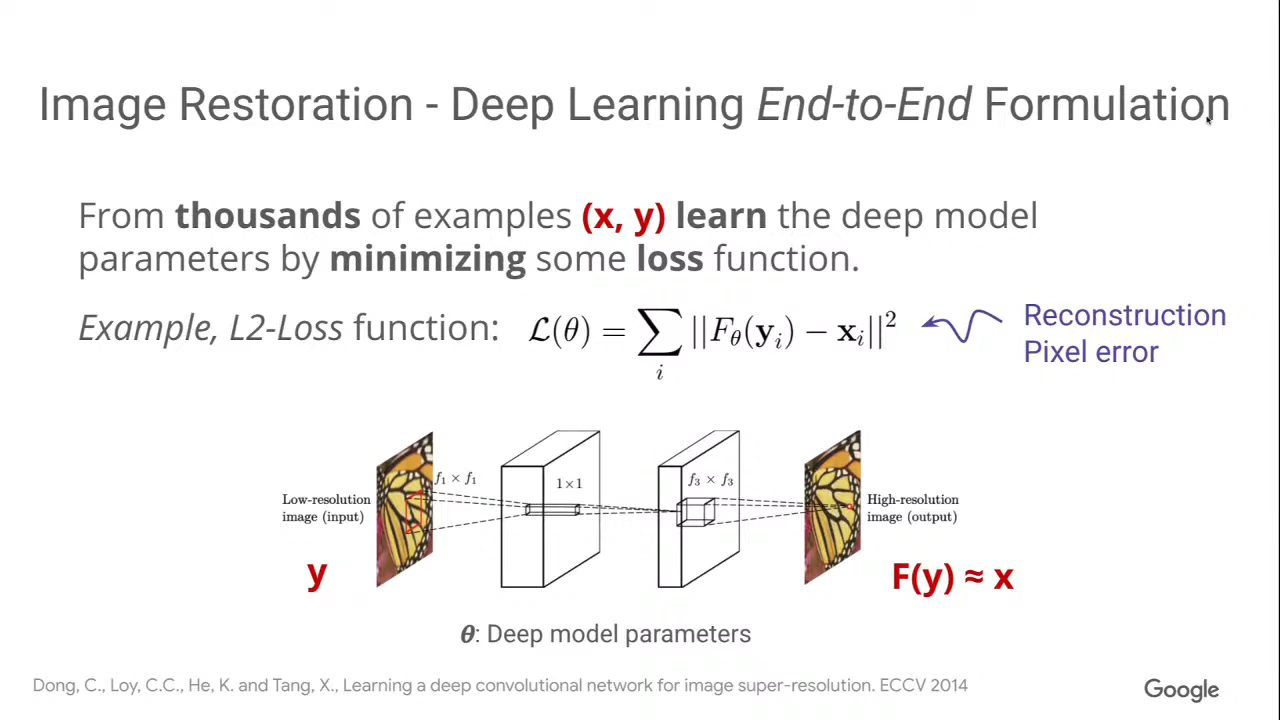 Image Restoration - Deep Learning End-to-End Formulation
From thousands of examples (x, y) learn the deep model
parameters by minimizing some loss function.
Example, L2-Loss function: ℒ(θ) = ∑_i ||F_θ(y_i) − x_i||²
Reconstruction
Pixel error
f₁ × f₁
1×1
f₃ × f₃
Low-resolution
image (input)
High-resolution
image (output)
y
F(y) ≈ x
θ: Deep model parameters
Dong, C., Loy, C.C., He, K. and Tang, X., Learning a deep convolutional network for image super-resolution. ECCV 2014
Google